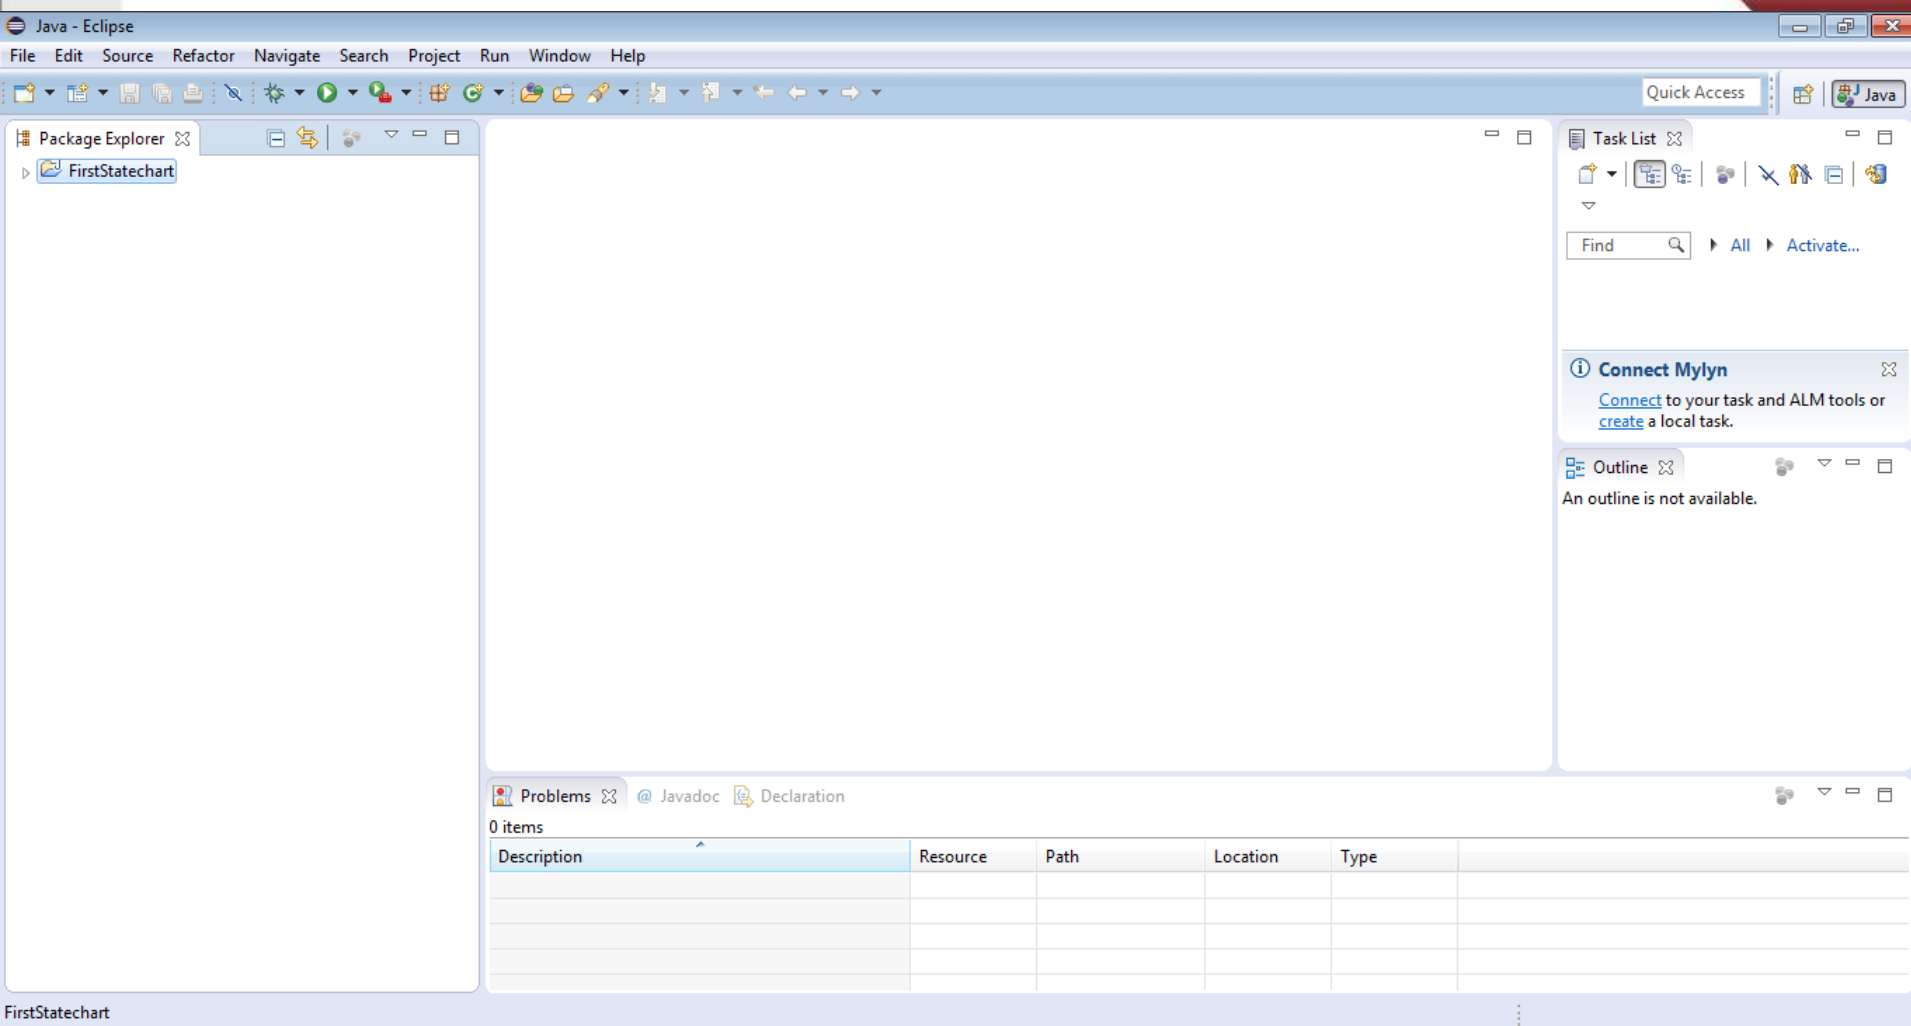 Java - Eclipse
File Edit Source Refactor Navigate Search Project Run Window Help
Quick Access
Java
Package Explorer
FirstStatechart
Task List
Find
All
Activate...
Connect Mylyn
Connect to your task and ALM tools or
create a local task.
Outline
An outline is not available.
Problems @ Javadoc Declaration
0 items
Description Resource Path Location Type
FirstStatechart